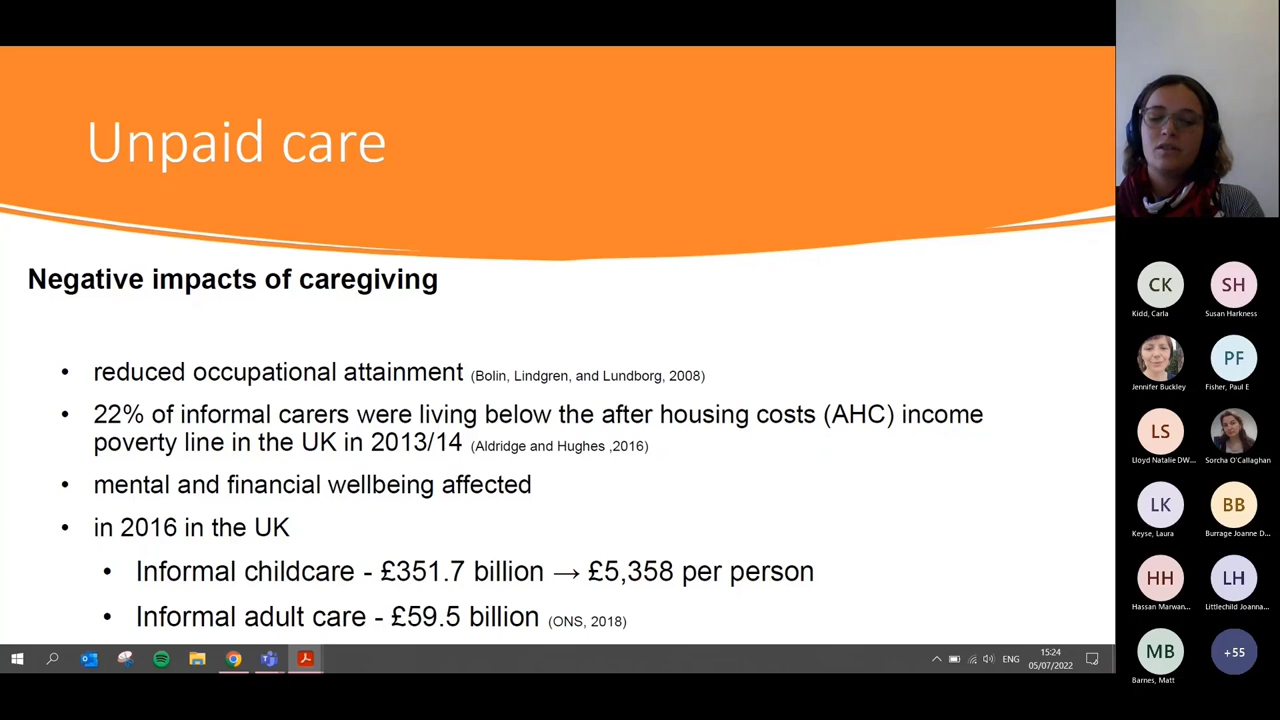 Unpaid care
Negative impacts of caregiving
• reduced occupational attainment (Bolin, Lindgren, and Lundborg, 2008)
• 22% of informal carers were living below the after housing costs (AHC) income
poverty line in the UK in 2013/14 (Aldridge and Hughes ,2016)
• mental and financial wellbeing affected
• in 2016 in the UK
• Informal childcare - £351.7 billion → £5,358 per person
• Informal adult care - £59.5 billion (ONS, 2018)
ENG
15:24
05/07/2022
CK
Kidd, Carla
SH
Susan Harkness
Jennifer Buckley
PF
Fisher, Paul E
LS
Lloyd Natalie DW...
Sorcha O'Callaghan
LK
Keyse, Laura
BB
Burrage Joanne D...
HH
Hassan Marwan...
LH
Littlechild Joanna...
MB
Barnes, Matt
+55